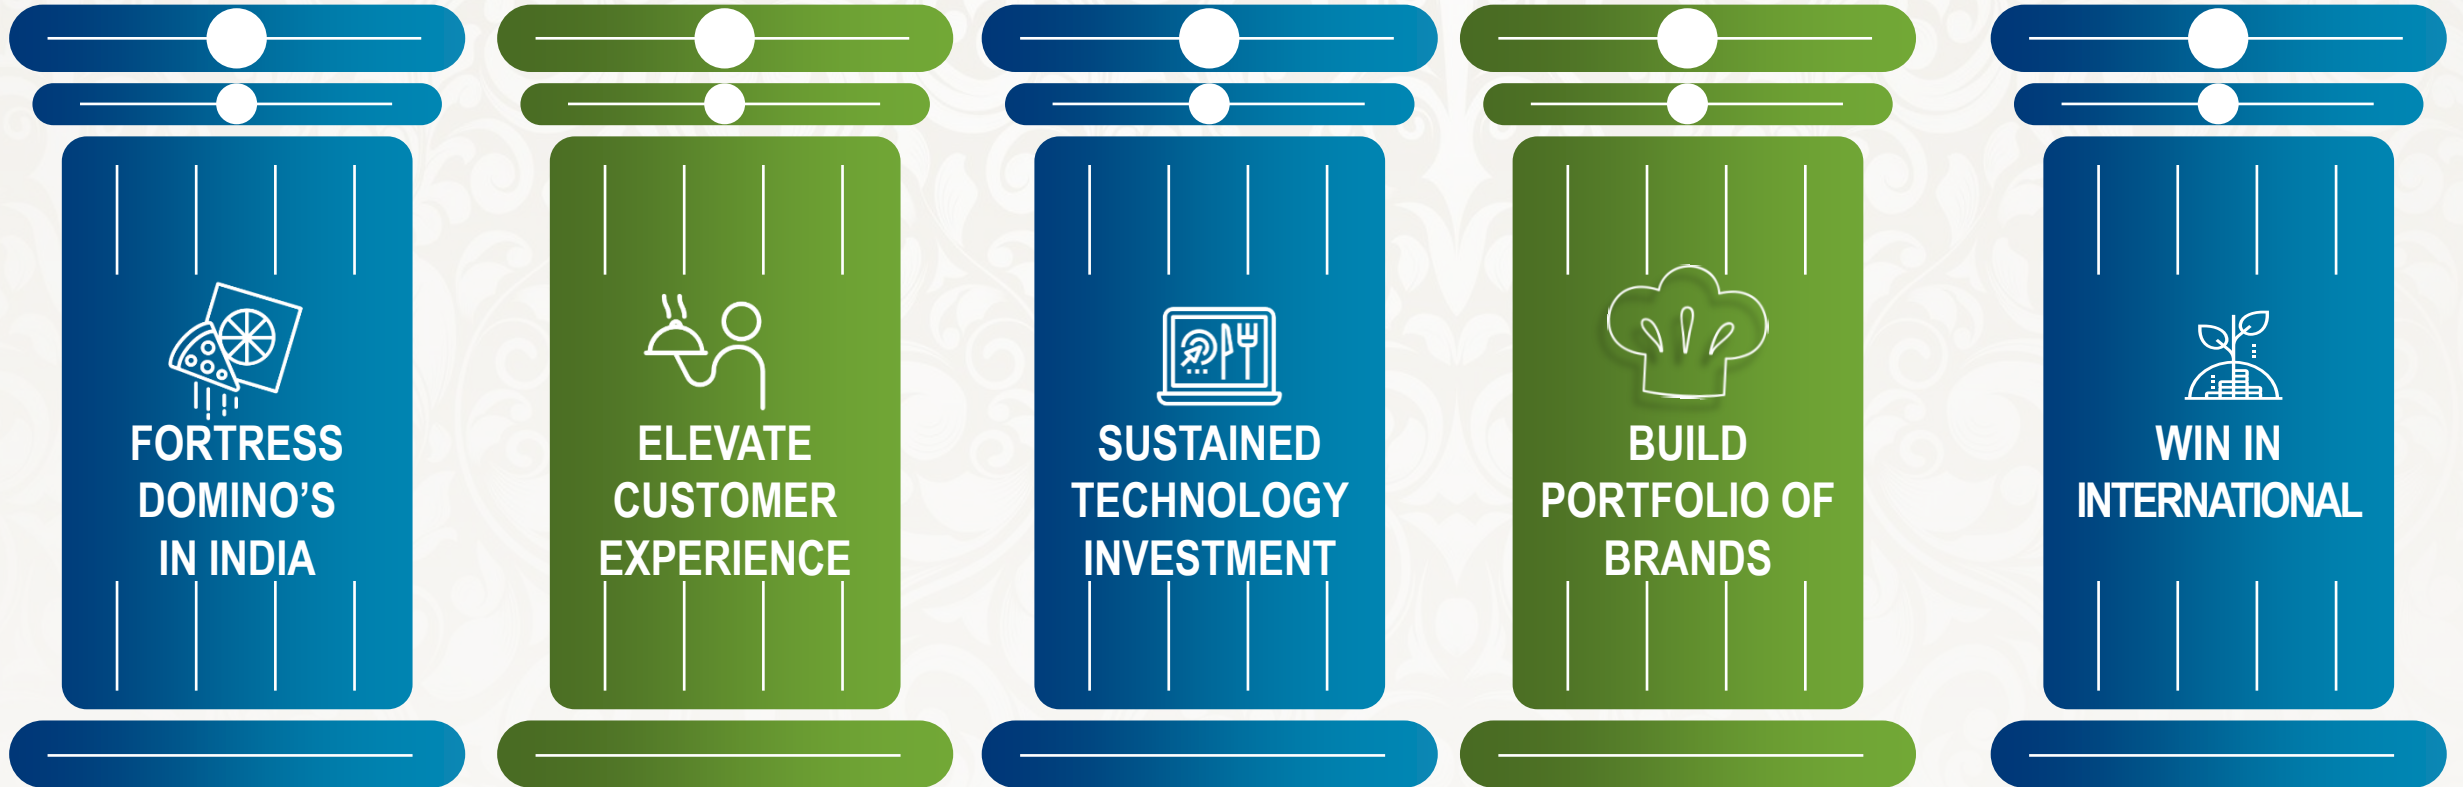 FORTRESS
DOMINO’S
IN INDIA
ELEVATE
CUSTOMER
EXPERIENCE
SUSTAINED
TECHNOLOGY
INVESTMENT
BUILD
PORTFOLIO OF
BRANDS
WIN IN
INTERNATIONAL